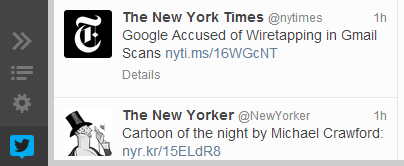 The New York Times @nytimes 1h
Google Accused of Wiretapping in Gmail
Scans nyti.ms/16WGcNT
Details
The New Yorker @NewYorker 1h
Cartoon of the night by Michael Crawford:
nyr.kr/15ELdR8